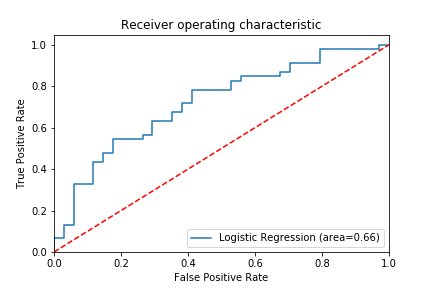 Receiver operating characteristic
True Positive Rate
1.0
0.8
0.6
0.4
0.2
0.0
Logistic Regression (area=0.66)
0.0 0.2 0.4 0.6 0.8 1.0
False Positive Rate